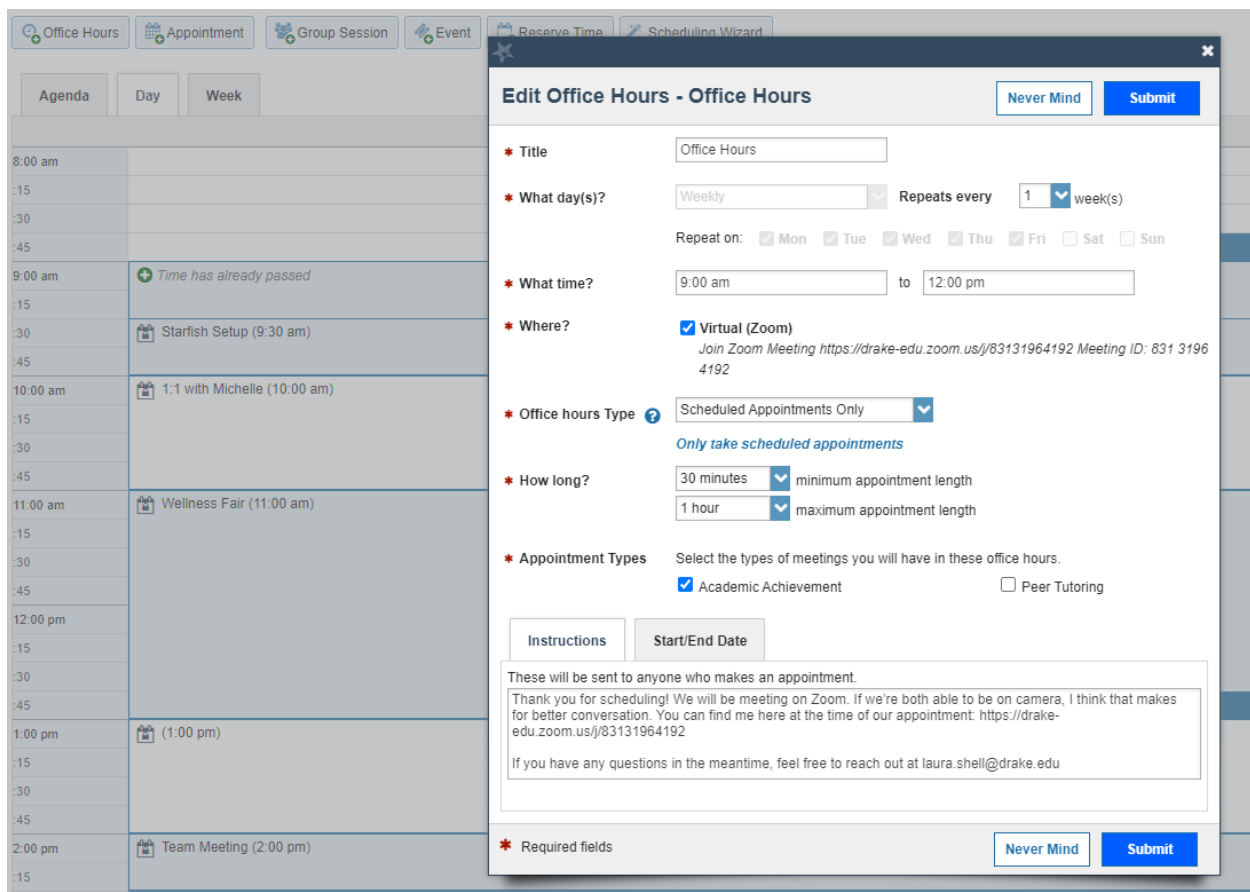 Office Hours Appointment Group Session Event Reserve Time Scheduling Wizard
Agenda Day Week
8:00 am
:15
:30
:45
9:00 am Time has already passed
:15
:30 Starfish Setup (9:30 am)
:45
10:00 am 1:1 with Michelle (10:00 am)
:15
:30
:45
11:00 am Wellness Fair (11:00 am)
:15
:30
:45
12:00 pm
:15
:30
:45
1:00 pm (1:00 pm)
:15
:30
:45
2:00 pm Team Meeting (2:00 pm)
:15
Edit Office Hours - Office Hours Never Mind Submit
* Title Office Hours
* What day(s)? Weekly Repeats every 1 week(s)
Repeat on: Mon Tue Wed Thu Fri Sat Sun
* What time? 9:00 am to 12:00 pm
* Where? Virtual (Zoom)
Join Zoom Meeting https://drake-edu.zoom.us/j/83131964192 Meeting ID: 831 3196
4192
* Office hours Type ? Scheduled Appointments Only
Only take scheduled appointments
* How long? 30 minutes minimum appointment length
1 hour maximum appointment length
* Appointment Types Select the types of meetings you will have in these office hours.
Academic Achievement Peer Tutoring
Instructions Start/End Date
These will be sent to anyone who makes an appointment.
Thank you for scheduling! We will be meeting on Zoom. If we're both able to be on camera, I think that makes
for better conversation. You can find me here at the time of our appointment: https://drake-
edu.zoom.us/j/83131964192
If you have any questions in the meantime, feel free to reach out at laura.shell@drake.edu
* Required fields Never Mind Submit